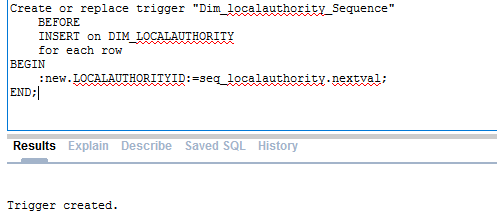 Create or replace trigger "Dim_localauthority_Sequence"
BEFORE
INSERT on DIM_LOCALAUTHORITY
for each row
BEGIN
:new.LOCALAUTHORITYID:=seq_localauthority.nextval;
END;
Results Explain Describe Saved SQL History
Trigger created.